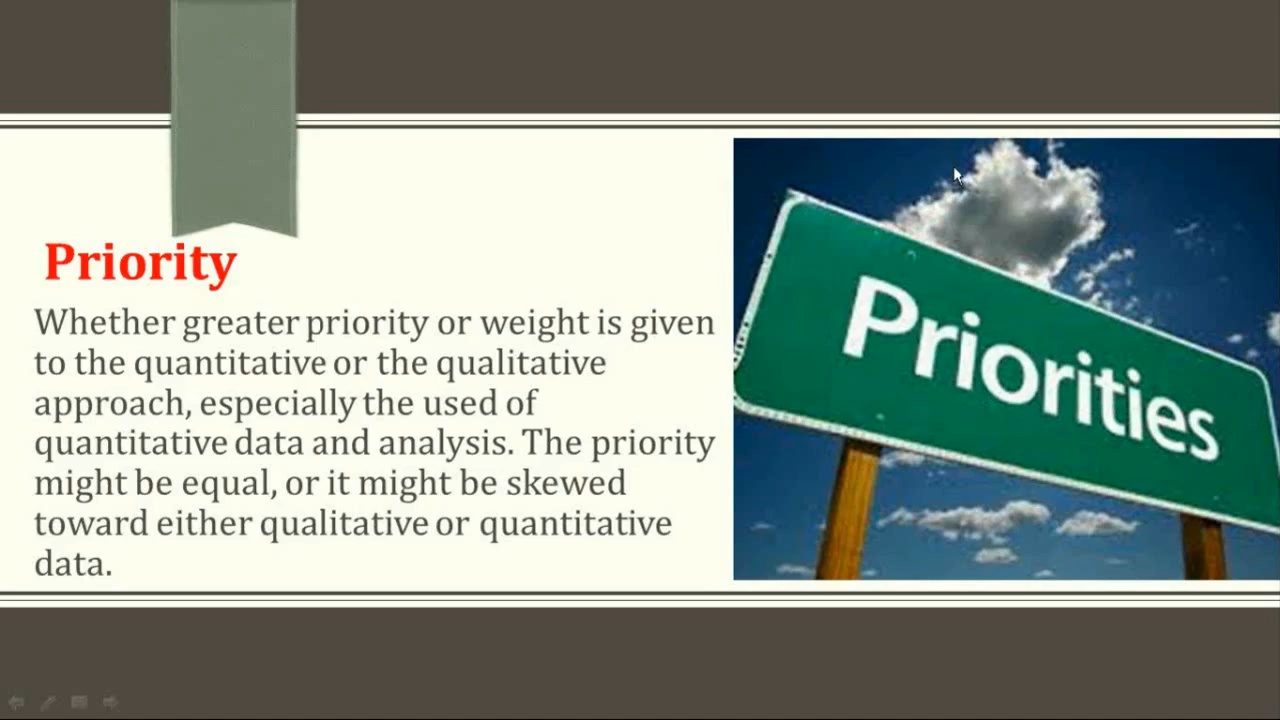 Priority
Whether greater priority or weight is given
to the quantitative or the qualitative
approach, especially the used of
quantitative data and analysis. The priority
might be equal, or it might be skewed
toward either qualitative or quantitative
data.
Priorities